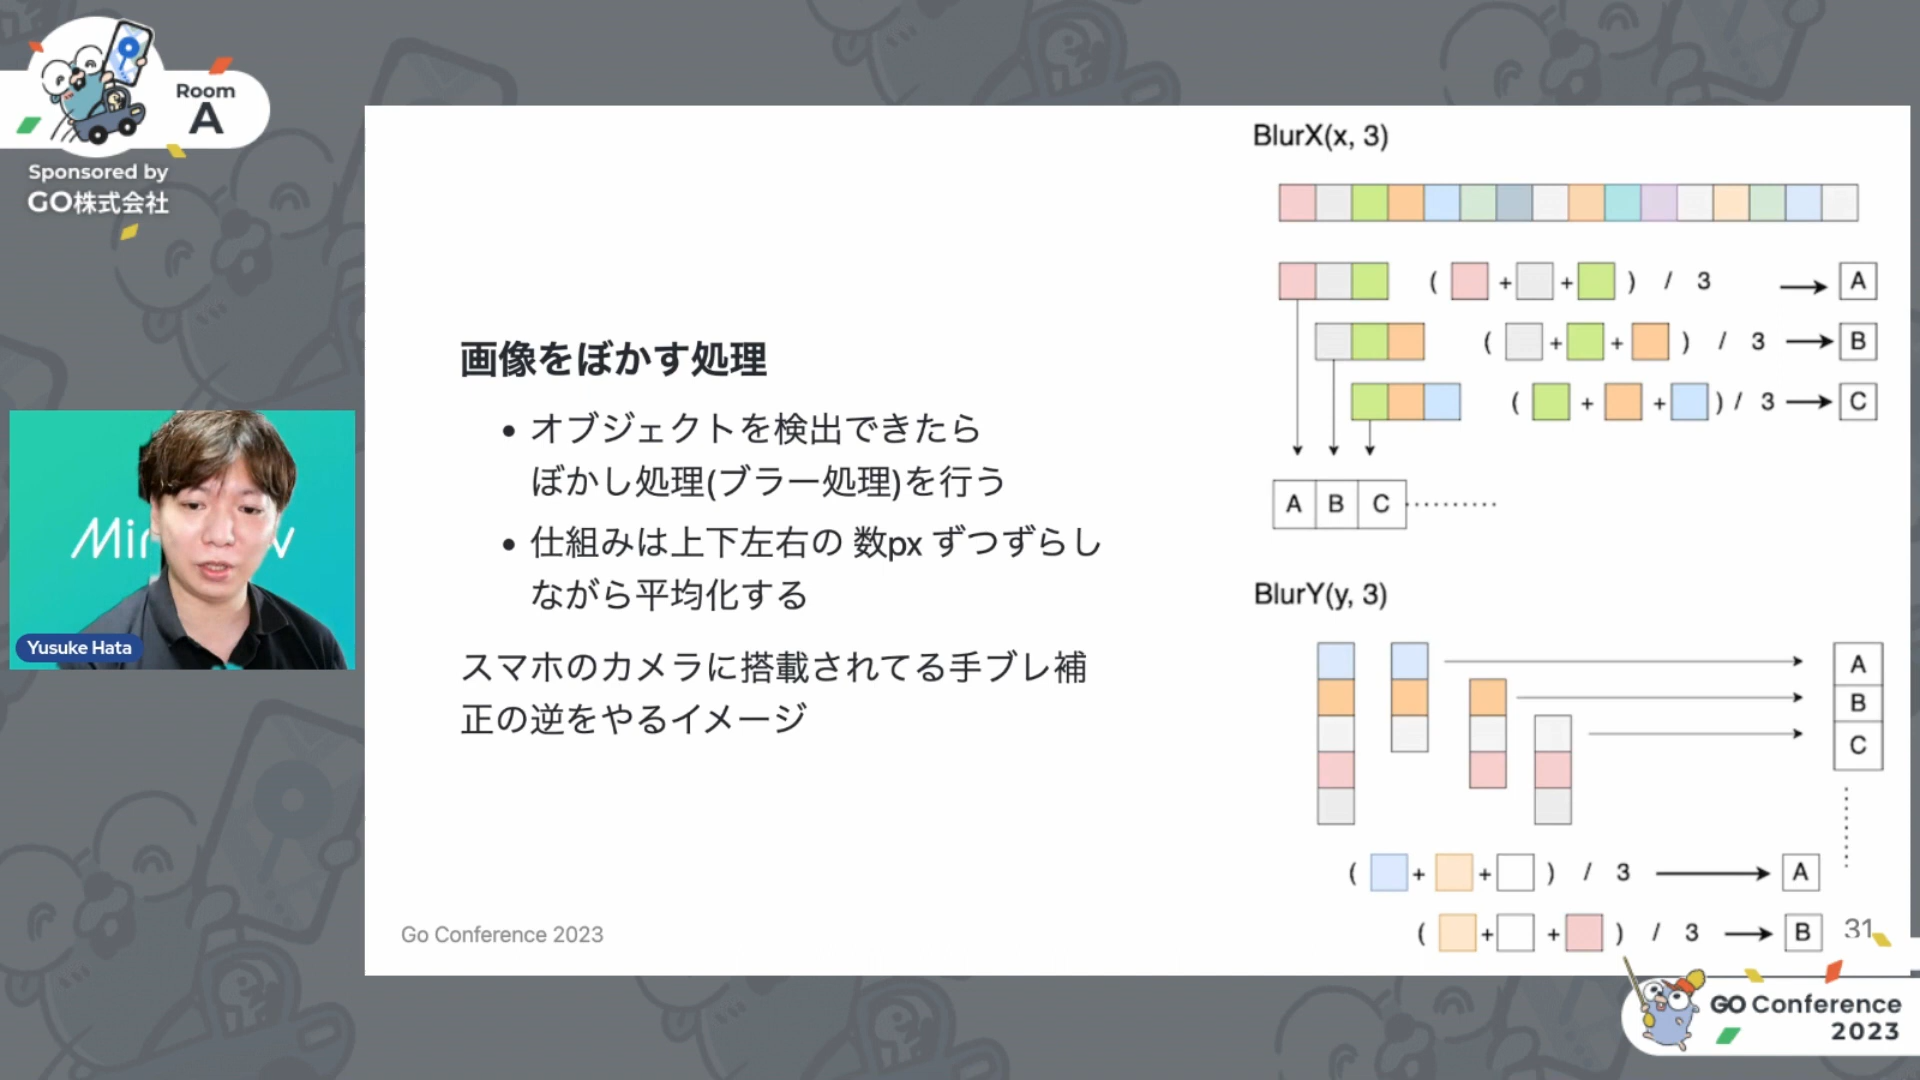 Room
A
Sponsored by
GO株式会社
Yusuke Hata
画像をぼかす処理
• オブジェクトを検出できたら
ぼかし処理(ブラー処理)を行う
• 仕組みは上下左右の 数px ずつずらし
ながら平均化する
スマホのカメラに搭載されてる手ブレ補
正の逆をやるイメージ
Go Conference 2023
BlurX(x, 3)
( + + ) / 3 A
( + + ) / 3 B
( + + ) / 3 C
A B C
BlurY(y, 3)
A
B
C
( + + ) / 3 A
( + + ) / 3 B
31
GO Conference
2023